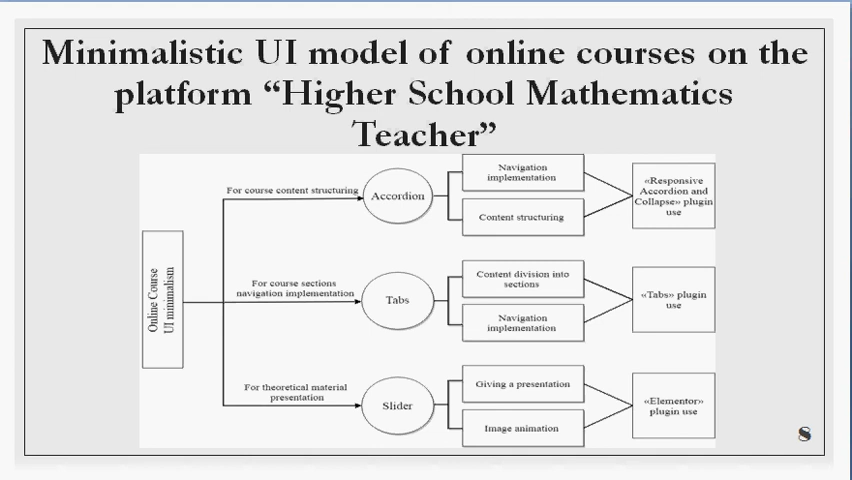 Minimalistic UI model of online courses on the
platform “Higher School Mathematics
Teacher”
Online Course
UI minimalism
For course content structuring
Accordion
Navigation
implementation
Content structuring
«Responsive
Accordion and
Collapse» plugin
use
For course sections
navigation implementation
Tabs
Content division into
sections
Navigation
implementation
«Tabs» plugin
use
For theoretical material
presentation
Slider
Giving a presentation
Image animation
«Elementor»
plugin use
8